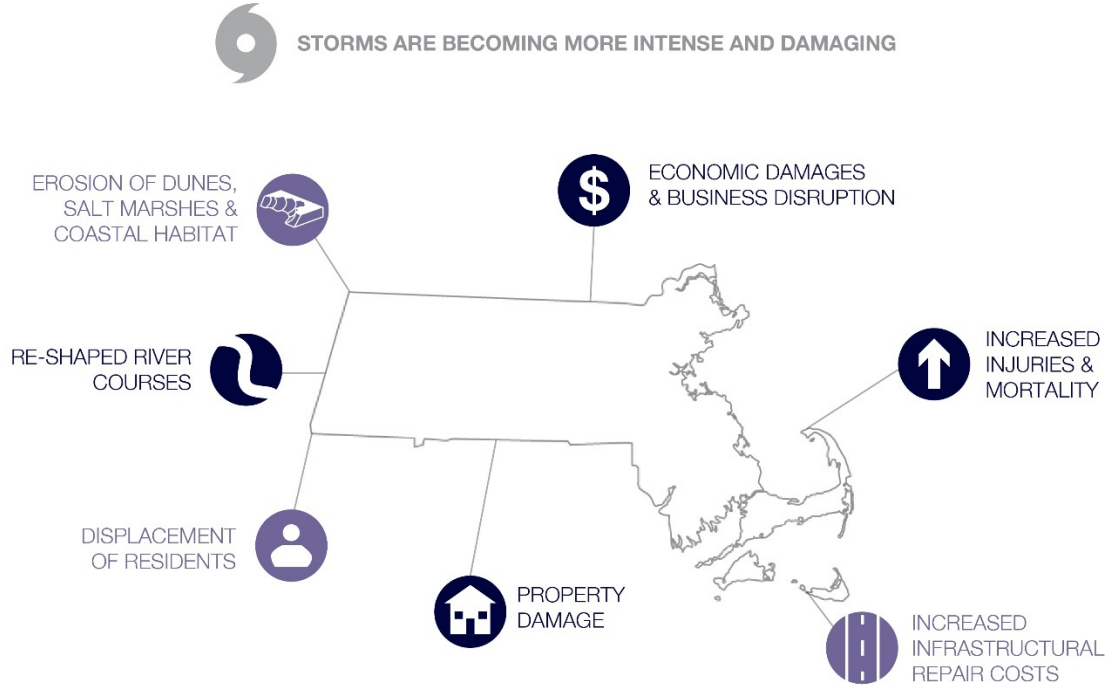 STORMS ARE BECOMING MORE INTENSE AND DAMAGING
EROSION OF DUNES,
SALT MARSHES &
COASTAL HABITAT
$
ECONOMIC DAMAGES
& BUSINESS DISRUPTION
RE-SHAPED RIVER
COURSES
INCREASED
INJURIES &
MORTALITY
DISPLACEMENT
OF RESIDENTS
PROPERTY
DAMAGE
INCREASED
INFRASTRUCTURAL
REPAIR COSTS